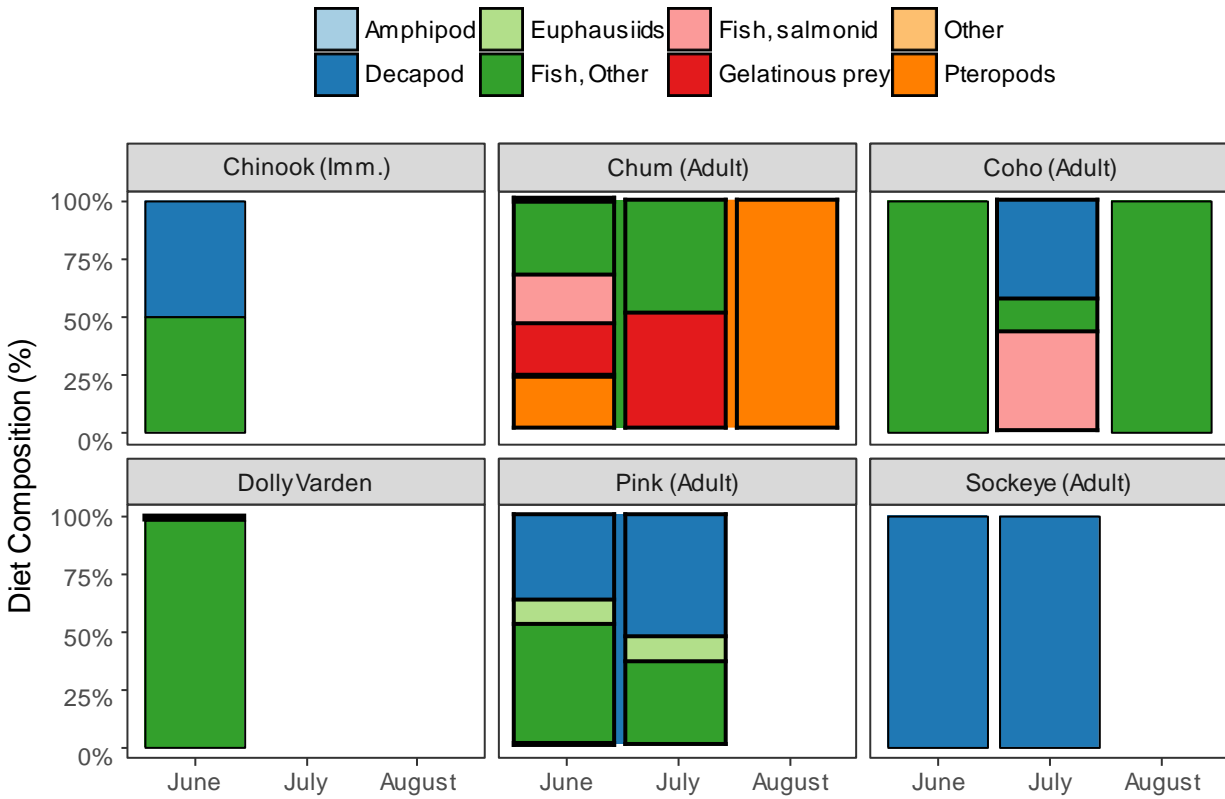 Amphipod Euphausiids Fish, salmonid Other
Decapod Fish, Other Gelatinous prey Pteropods
Chinook (Imm.) Chum (Adult) Coho (Adult)
100%
75%
50%
25%
0%
Dolly Varden Pink (Adult) Sockeye (Adult)
100%
75%
50%
25%
0%
Diet Composition (%)
June July August June July August June July August